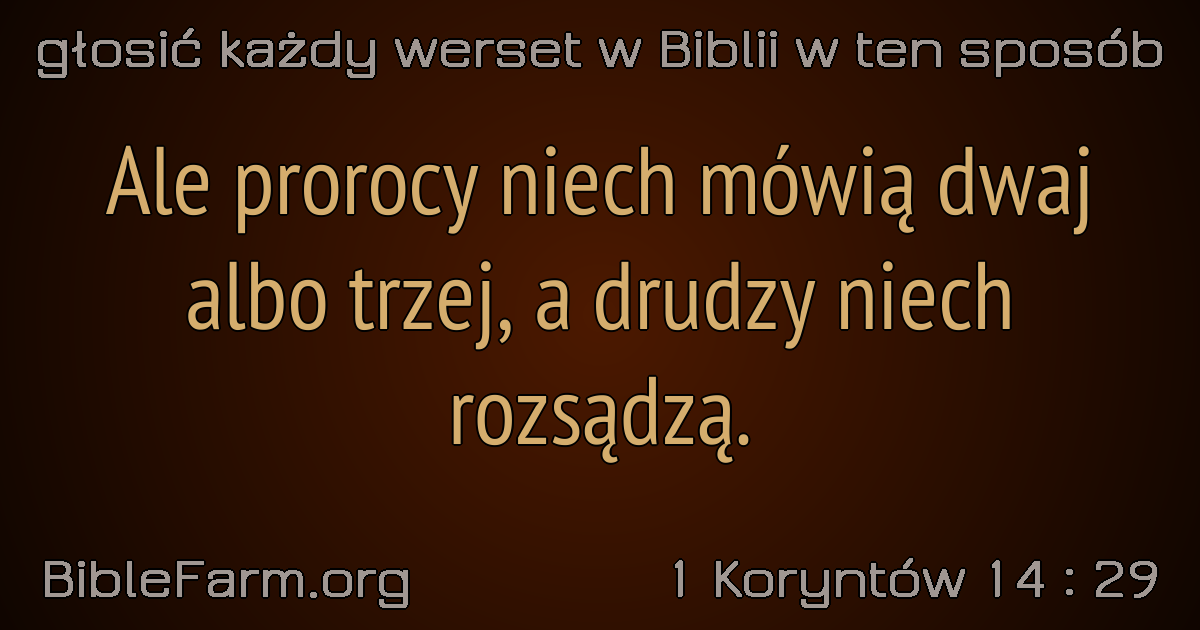 głosić każdy werset w Biblii w ten sposób
Ale prorocy niech mówią dwaj
albo trzej, a drudzy niech
rozsądzą.
BibleFarm.org
1 Koryntów 14 : 29